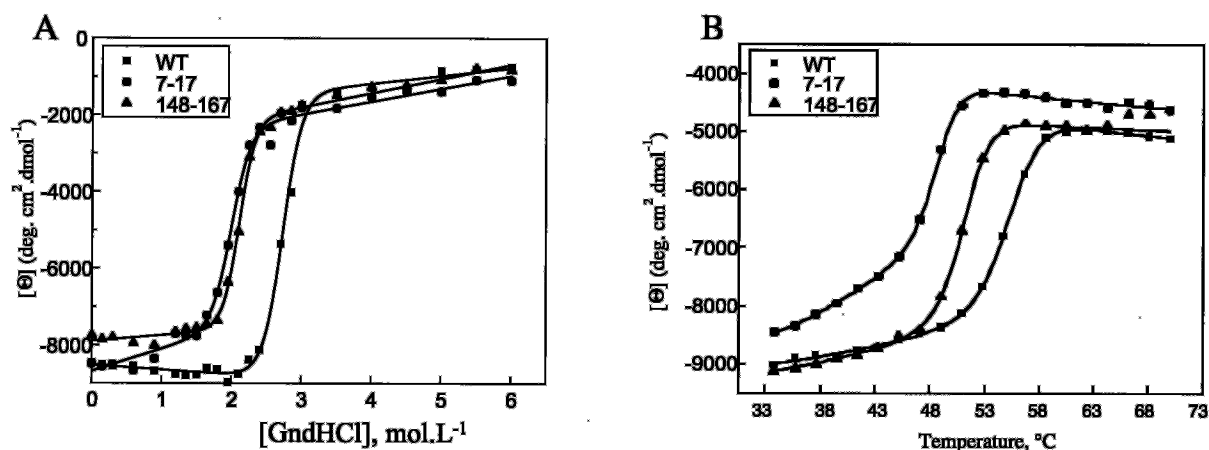 A
WT
7-17
148-167
0
-2000
-4000
-6000
-8000
[Θ] (deg. cm².dmol⁻¹)
0 1 2 3 4 5 6
[GndHCl], mol.L⁻¹
B
WT
7-17
148-167
-4000
-5000
-6000
-7000
-8000
-9000
[Θ] (deg. cm².dmol⁻¹)
33 38 43 48 53 58 63 68 73
Temperature, °C